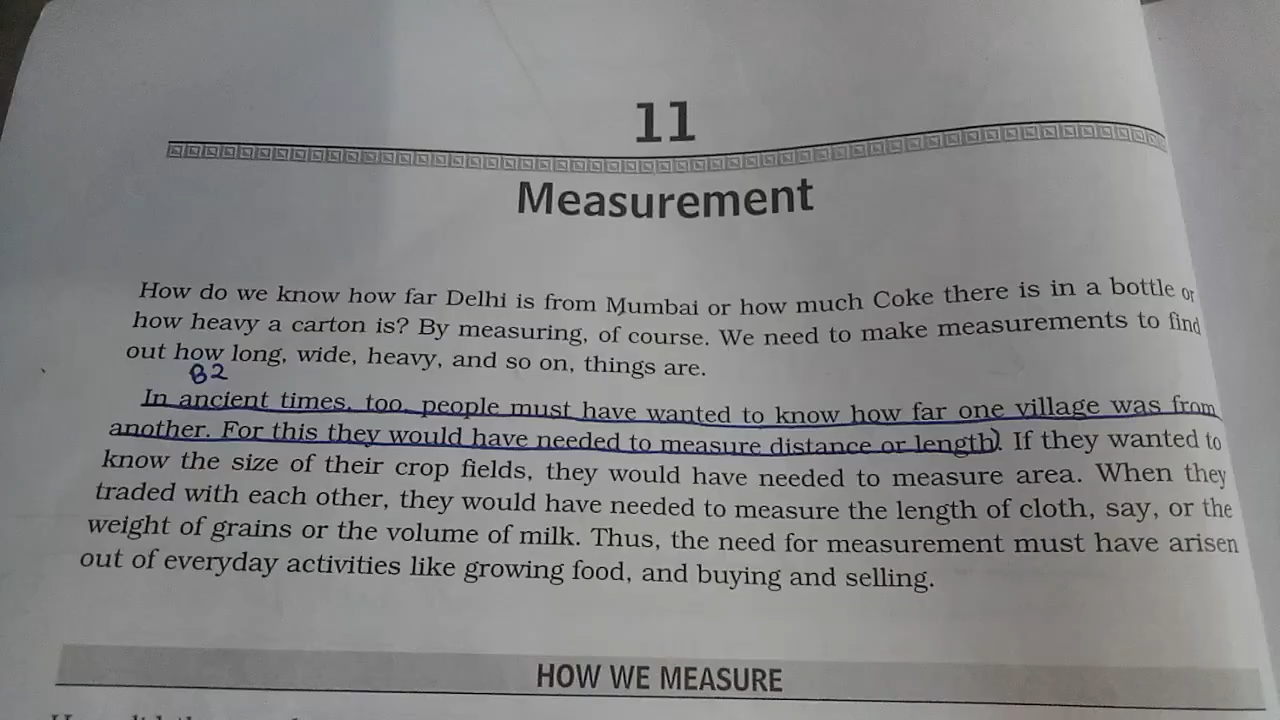 11
Measurement
How do we know how far Delhi is from Mumbai or how much Coke there is in a bottle or
how heavy a carton is? By measuring, of course. We need to make measurements to find
out how long, wide, heavy, and so on, things are.
B2
In ancient times, too, people must have wanted to know how far one village was from
another. For this they would have needed to measure distance or length). If they wanted to
know the size of their crop fields, they would have needed to measure area. When they
traded with each other, they would have needed to measure the length of cloth, say, or the
weight of grains or the volume of milk. Thus, the need for measurement must have arisen
out of everyday activities like growing food, and buying and selling.
HOW WE MEASURE